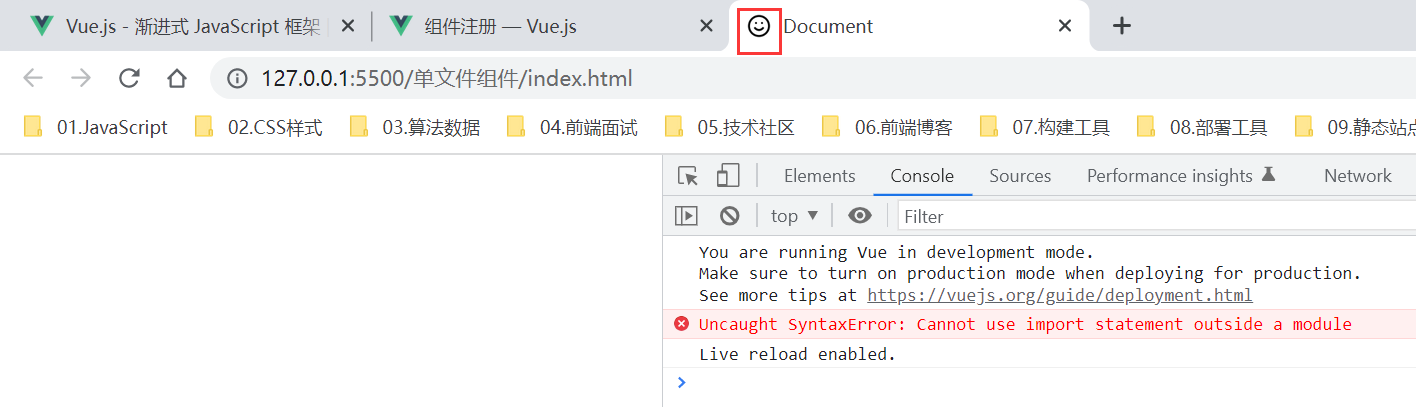 Vue.js - 渐进式 JavaScript 框架
组件注册 — Vue.js
Document
127.0.0.1:5500/单文件组件/index.html
01.JavaScript 02.CSS样式 03.算法数据 04.前端面试 05.技术社区 06.前端博客 07.构建工具 08.部署工具 09.静态站点
Elements Console Sources Performance insights Network
top ▼ Filter
You are running Vue in development mode.
Make sure to turn on production mode when deploying for production.
See more tips at https://vuejs.org/guide/deployment.html
Uncaught SyntaxError: Cannot use import statement outside a module
Live reload enabled.